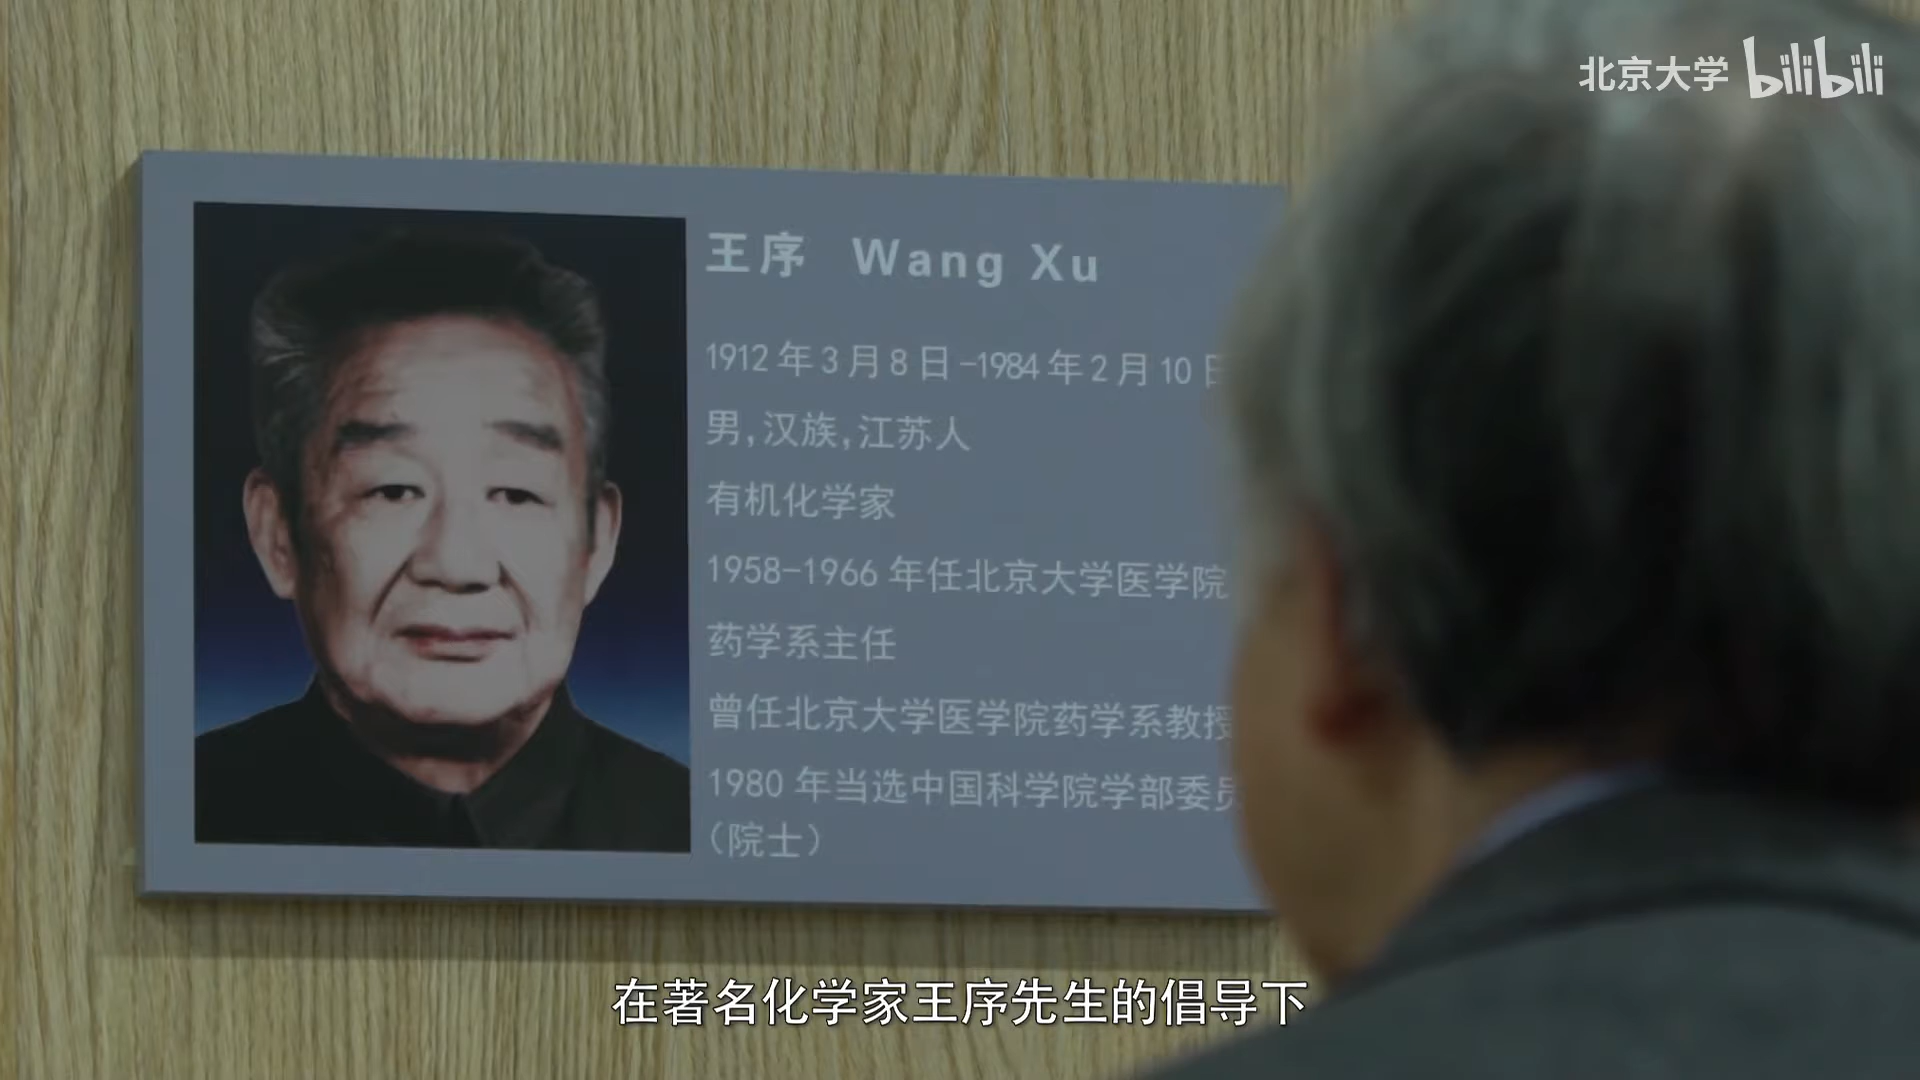 北京大学 bilibili
王序 Wang Xu
1912年3月8日-1984年2月10日
男,汉族,江苏人
有机化学家
1958-1966年任北京大学医学院
药学系主任
曾任北京大学医学院药学系教授
1980年当选中国科学院学部委员
（院士）
在著名化学家王序先生的倡导下